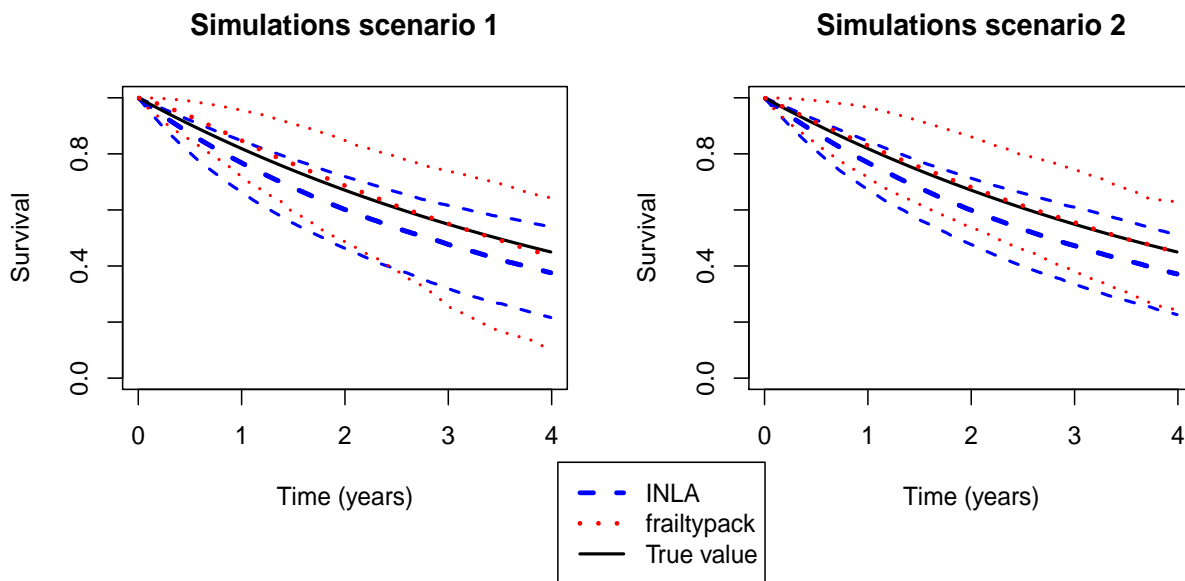 Simulations scenario 1
Survival
0.0
0.4
0.8
0
1
2
3
4
Time (years)
Simulations scenario 2
Survival
0.0
0.4
0.8
0
1
2
3
4
Time (years)
INLA
frailtypack
True value